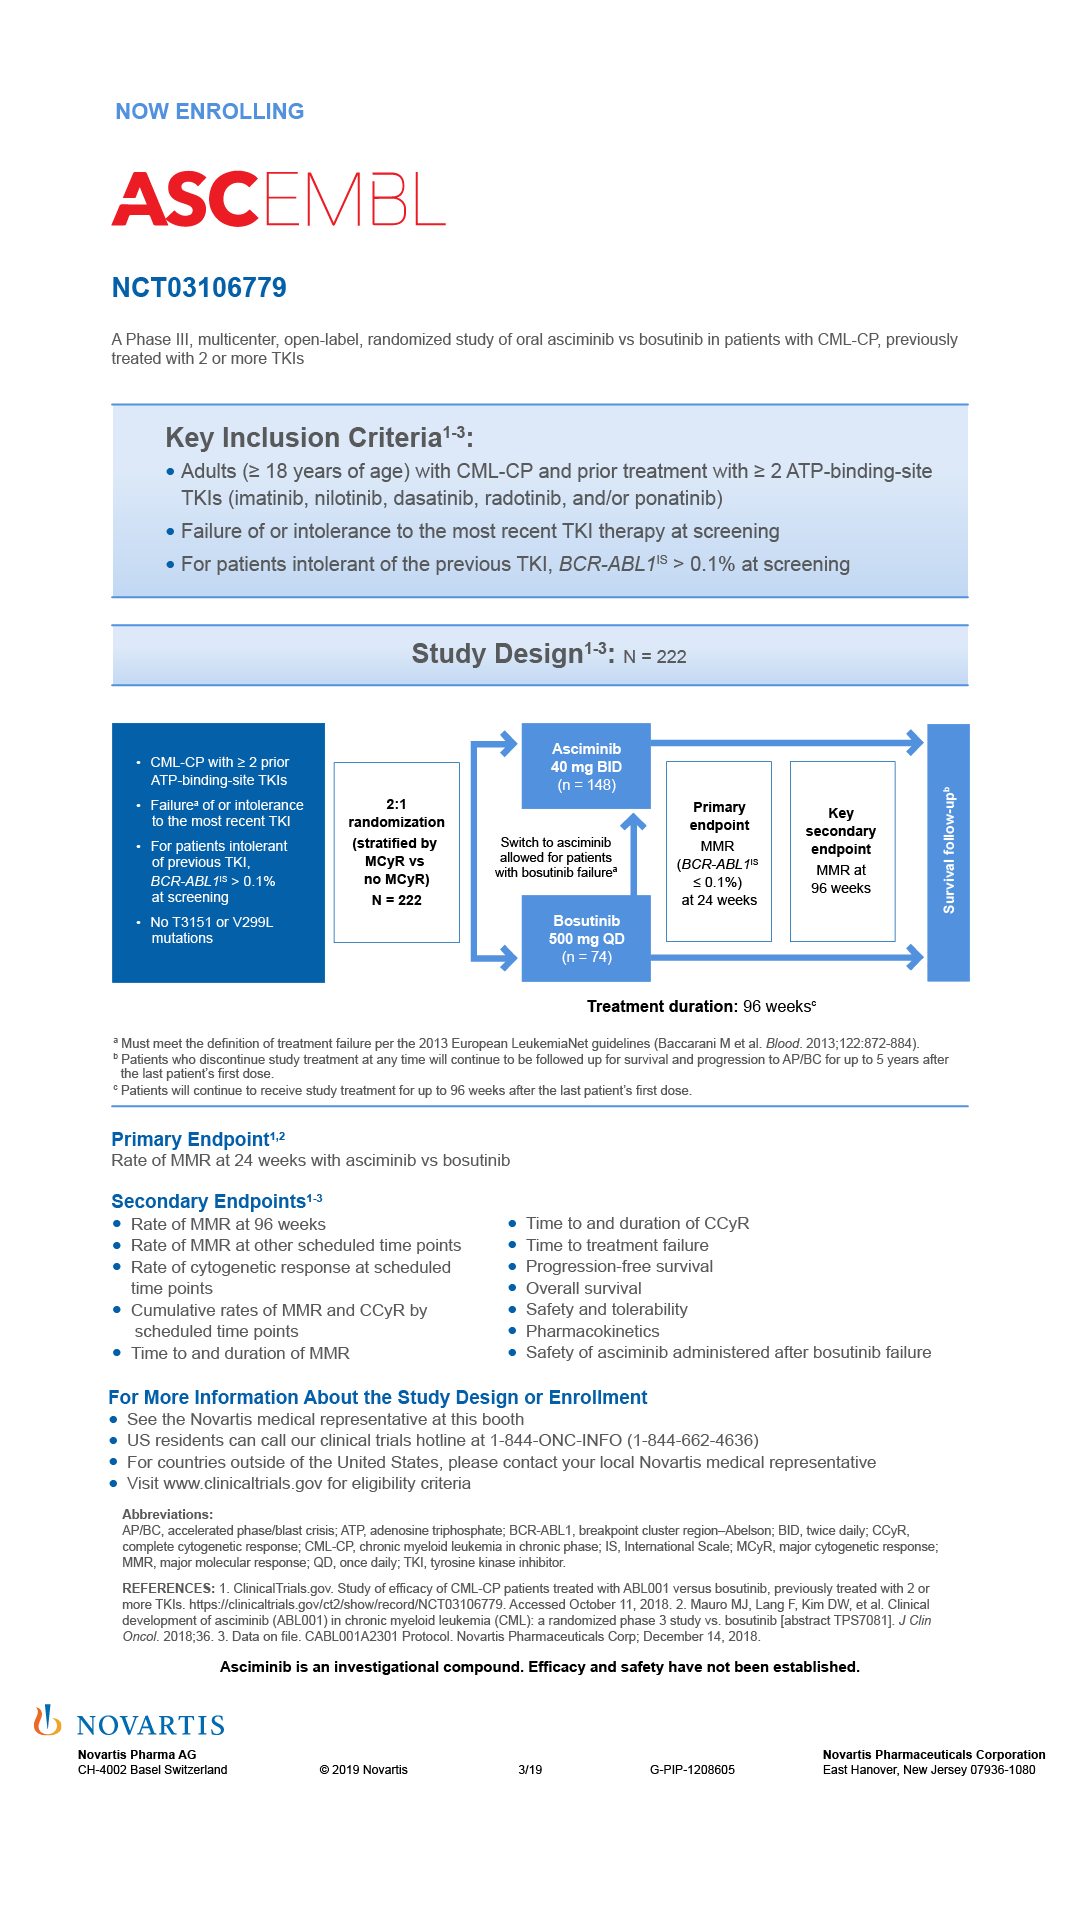 NOW ENROLLING
ASCEMBL
NCT03106779
A Phase III, multicenter, open-label, randomized study of oral asciminib vs bosutinib in patients with CML-CP, previously
treated with 2 or more TKIs
Key Inclusion Criteria1-3:
• Adults (≥ 18 years of age) with CML-CP and prior treatment with ≥ 2 ATP-binding-site
TKIs (imatinib, nilotinib, dasatinib, radotinib, and/or ponatinib)
• Failure of or intolerance to the most recent TKI therapy at screening
• For patients intolerant of the previous TKI, BCR-ABL1IS > 0.1% at screening
Study Design1-3: N = 222
• CML-CP with ≥ 2 prior
ATP-binding-site TKIs
• Failurea of or intolerance
to the most recent TKI
• For patients intolerant
of previous TKI,
BCR-ABL1IS > 0.1%
at screening
• No T3151 or V299L
mutations
2:1
randomization
(stratified by
MCyR vs
no MCyR)
N = 222
Asciminib
40 mg BID
(n = 148)
Switch to asciminib
allowed for patients
with bosutinib failurea
Bosutinib
500 mg QD
(n = 74)
Primary
endpoint
MMR
(BCR-ABL1IS
≤ 0.1%)
at 24 weeks
Key
secondary
endpoint
MMR at
96 weeks
Survival follow-upb
Treatment duration: 96 weeksc
a Must meet the definition of treatment failure per the 2013 European LeukemiaNet guidelines (Baccarani M et al. Blood. 2013;122:872-884).
b Patients who discontinue study treatment at any time will continue to be followed up for survival and progression to AP/BC for up to 5 years after
the last patient's first dose.
c Patients will continue to receive study treatment for up to 96 weeks after the last patient's first dose.
Primary Endpoint1,2
Rate of MMR at 24 weeks with asciminib vs bosutinib
Secondary Endpoints1-3
• Rate of MMR at 96 weeks
• Rate of MMR at other scheduled time points
• Rate of cytogenetic response at scheduled
time points
• Cumulative rates of MMR and CCyR by
scheduled time points
• Time to and duration of MMR
• Time to and duration of CCyR
• Time to treatment failure
• Progression-free survival
• Overall survival
• Safety and tolerability
• Pharmacokinetics
• Safety of asciminib administered after bosutinib failure
For More Information About the Study Design or Enrollment
• See the Novartis medical representative at this booth
• US residents can call our clinical trials hotline at 1-844-ONC-INFO (1-844-662-4636)
• For countries outside of the United States, please contact your local Novartis medical representative
• Visit www.clinicaltrials.gov for eligibility criteria
Abbreviations:
AP/BC, accelerated phase/blast crisis; ATP, adenosine triphosphate; BCR-ABL1, breakpoint cluster region–Abelson; BID, twice daily; CCyR,
complete cytogenetic response; CML-CP, chronic myeloid leukemia in chronic phase; IS, International Scale; MCyR, major cytogenetic response;
MMR, major molecular response; QD, once daily; TKI, tyrosine kinase inhibitor.
REFERENCES: 1. ClinicalTrials.gov. Study of efficacy of CML-CP patients treated with ABL001 versus bosutinib, previously treated with 2 or
more TKIs. https://clinicaltrials.gov/ct2/show/record/NCT03106779. Accessed October 11, 2018. 2. Mauro MJ, Lang F, Kim DW, et al. Clinical
development of asciminib (ABL001) in chronic myeloid leukemia (CML): a randomized phase 3 study vs. bosutinib [abstract TPS7081]. J Clin
Oncol. 2018;36. 3. Data on file. CABL001A2301 Protocol. Novartis Pharmaceuticals Corp; December 14, 2018.
Asciminib is an investigational compound. Efficacy and safety have not been established.
NOVARTIS
Novartis Pharma AG
CH-4002 Basel Switzerland
© 2019 Novartis
3/19
G-PIP-1208605
Novartis Pharmaceuticals Corporation
East Hanover, New Jersey 07936-1080